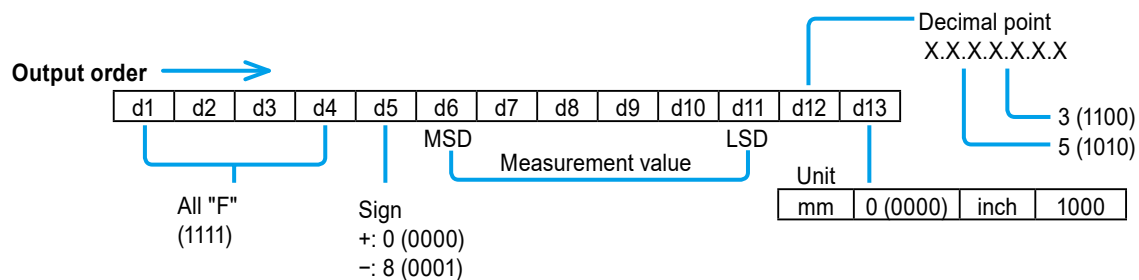 Decimal point
X.X.X.X.X.X.X
Output order
d1 d2 d3 d4 d5 d6 d7 d8 d9 d10 d11 d12 d13
3 (1100)
5 (1010)
MSD LSD
Measurement value
Unit
mm 0 (0000) inch 1000
All "F"
(1111)
Sign
+: 0 (0000)
−: 8 (0001)